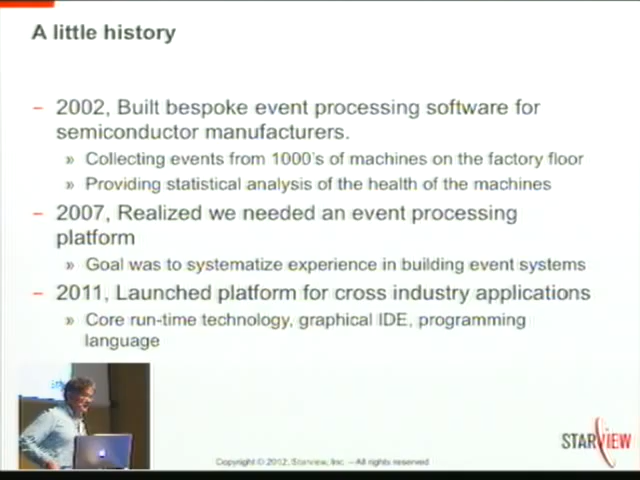 A little history
– 2002, Built bespoke event processing software for
semiconductor manufacturers.
» Collecting events from 1000's of machines on the factory floor
» Providing statistical analysis of the health of the machines
– 2007, Realized we needed an event processing
platform
» Goal was to systematize experience in building event systems
– 2011, Launched platform for cross industry applications
» Core run-time technology, graphical IDE, programming
language
STARVIEW
Copyright © 2012, Starview, Inc. – All rights reserved